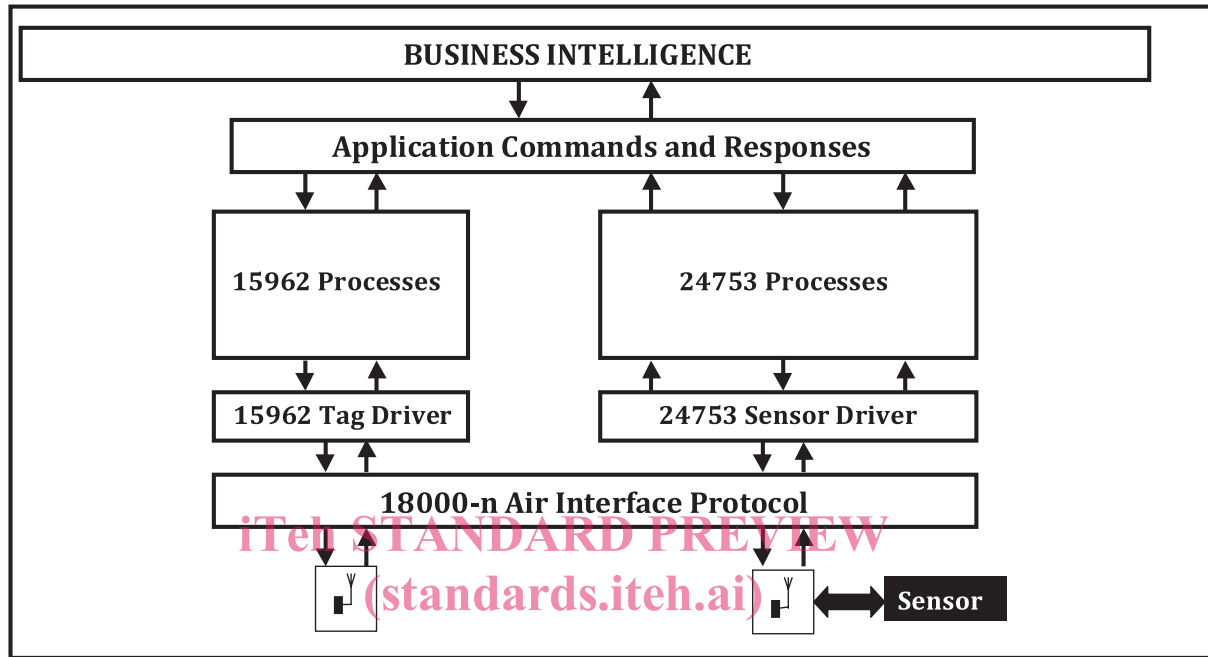 BUSINESS INTELLIGENCE
Application Commands and Responses
15962 Processes
24753 Processes
15962 Tag Driver
24753 Sensor Driver
18000-n Air Interface Protocol
iTeh STANDARD PREVIEW
(standards.iteh.ai)
Sensor